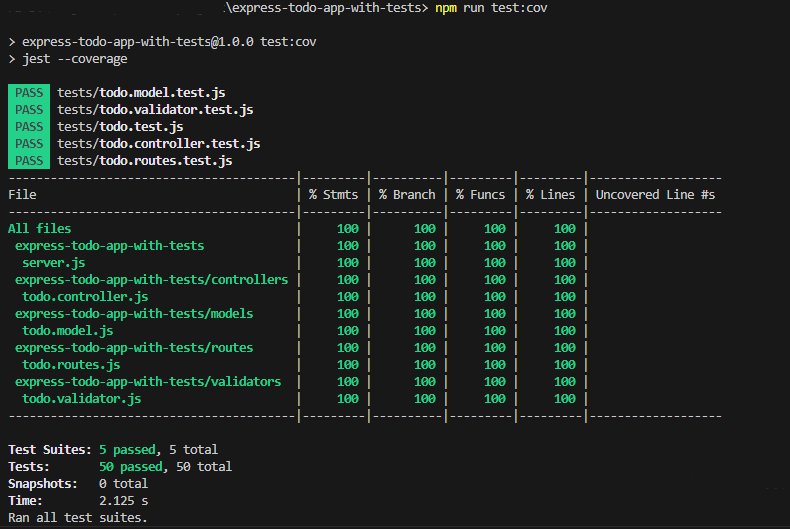 \express-todo-app-with-tests> npm run test:cov
> express-todo-app-with-tests@1.0.0 test:cov
> jest --coverage
PASS tests/todo.model.test.js
PASS tests/todo.validator.test.js
PASS tests/todo.test.js
PASS tests/todo.controller.test.js
PASS tests/todo.routes.test.js
-----------------------------------------|---------|----------|---------|---------|-------------------
File | % Stmts | % Branch | % Funcs | % Lines | Uncovered Line #s
-----------------------------------------|---------|----------|---------|---------|-------------------
All files | 100 | 100 | 100 | 100 |
express-todo-app-with-tests | 100 | 100 | 100 | 100 |
server.js | 100 | 100 | 100 | 100 |
express-todo-app-with-tests/controllers | 100 | 100 | 100 | 100 |
todo.controller.js | 100 | 100 | 100 | 100 |
express-todo-app-with-tests/models | 100 | 100 | 100 | 100 |
todo.model.js | 100 | 100 | 100 | 100 |
express-todo-app-with-tests/routes | 100 | 100 | 100 | 100 |
todo.routes.js | 100 | 100 | 100 | 100 |
express-todo-app-with-tests/validators | 100 | 100 | 100 | 100 |
todo.validator.js | 100 | 100 | 100 | 100 |
-----------------------------------------|---------|----------|---------|---------|-------------------
Test Suites: 5 passed, 5 total
Tests: 50 passed, 50 total
Snapshots: 0 total
Time: 2.125 s
Ran all test suites.